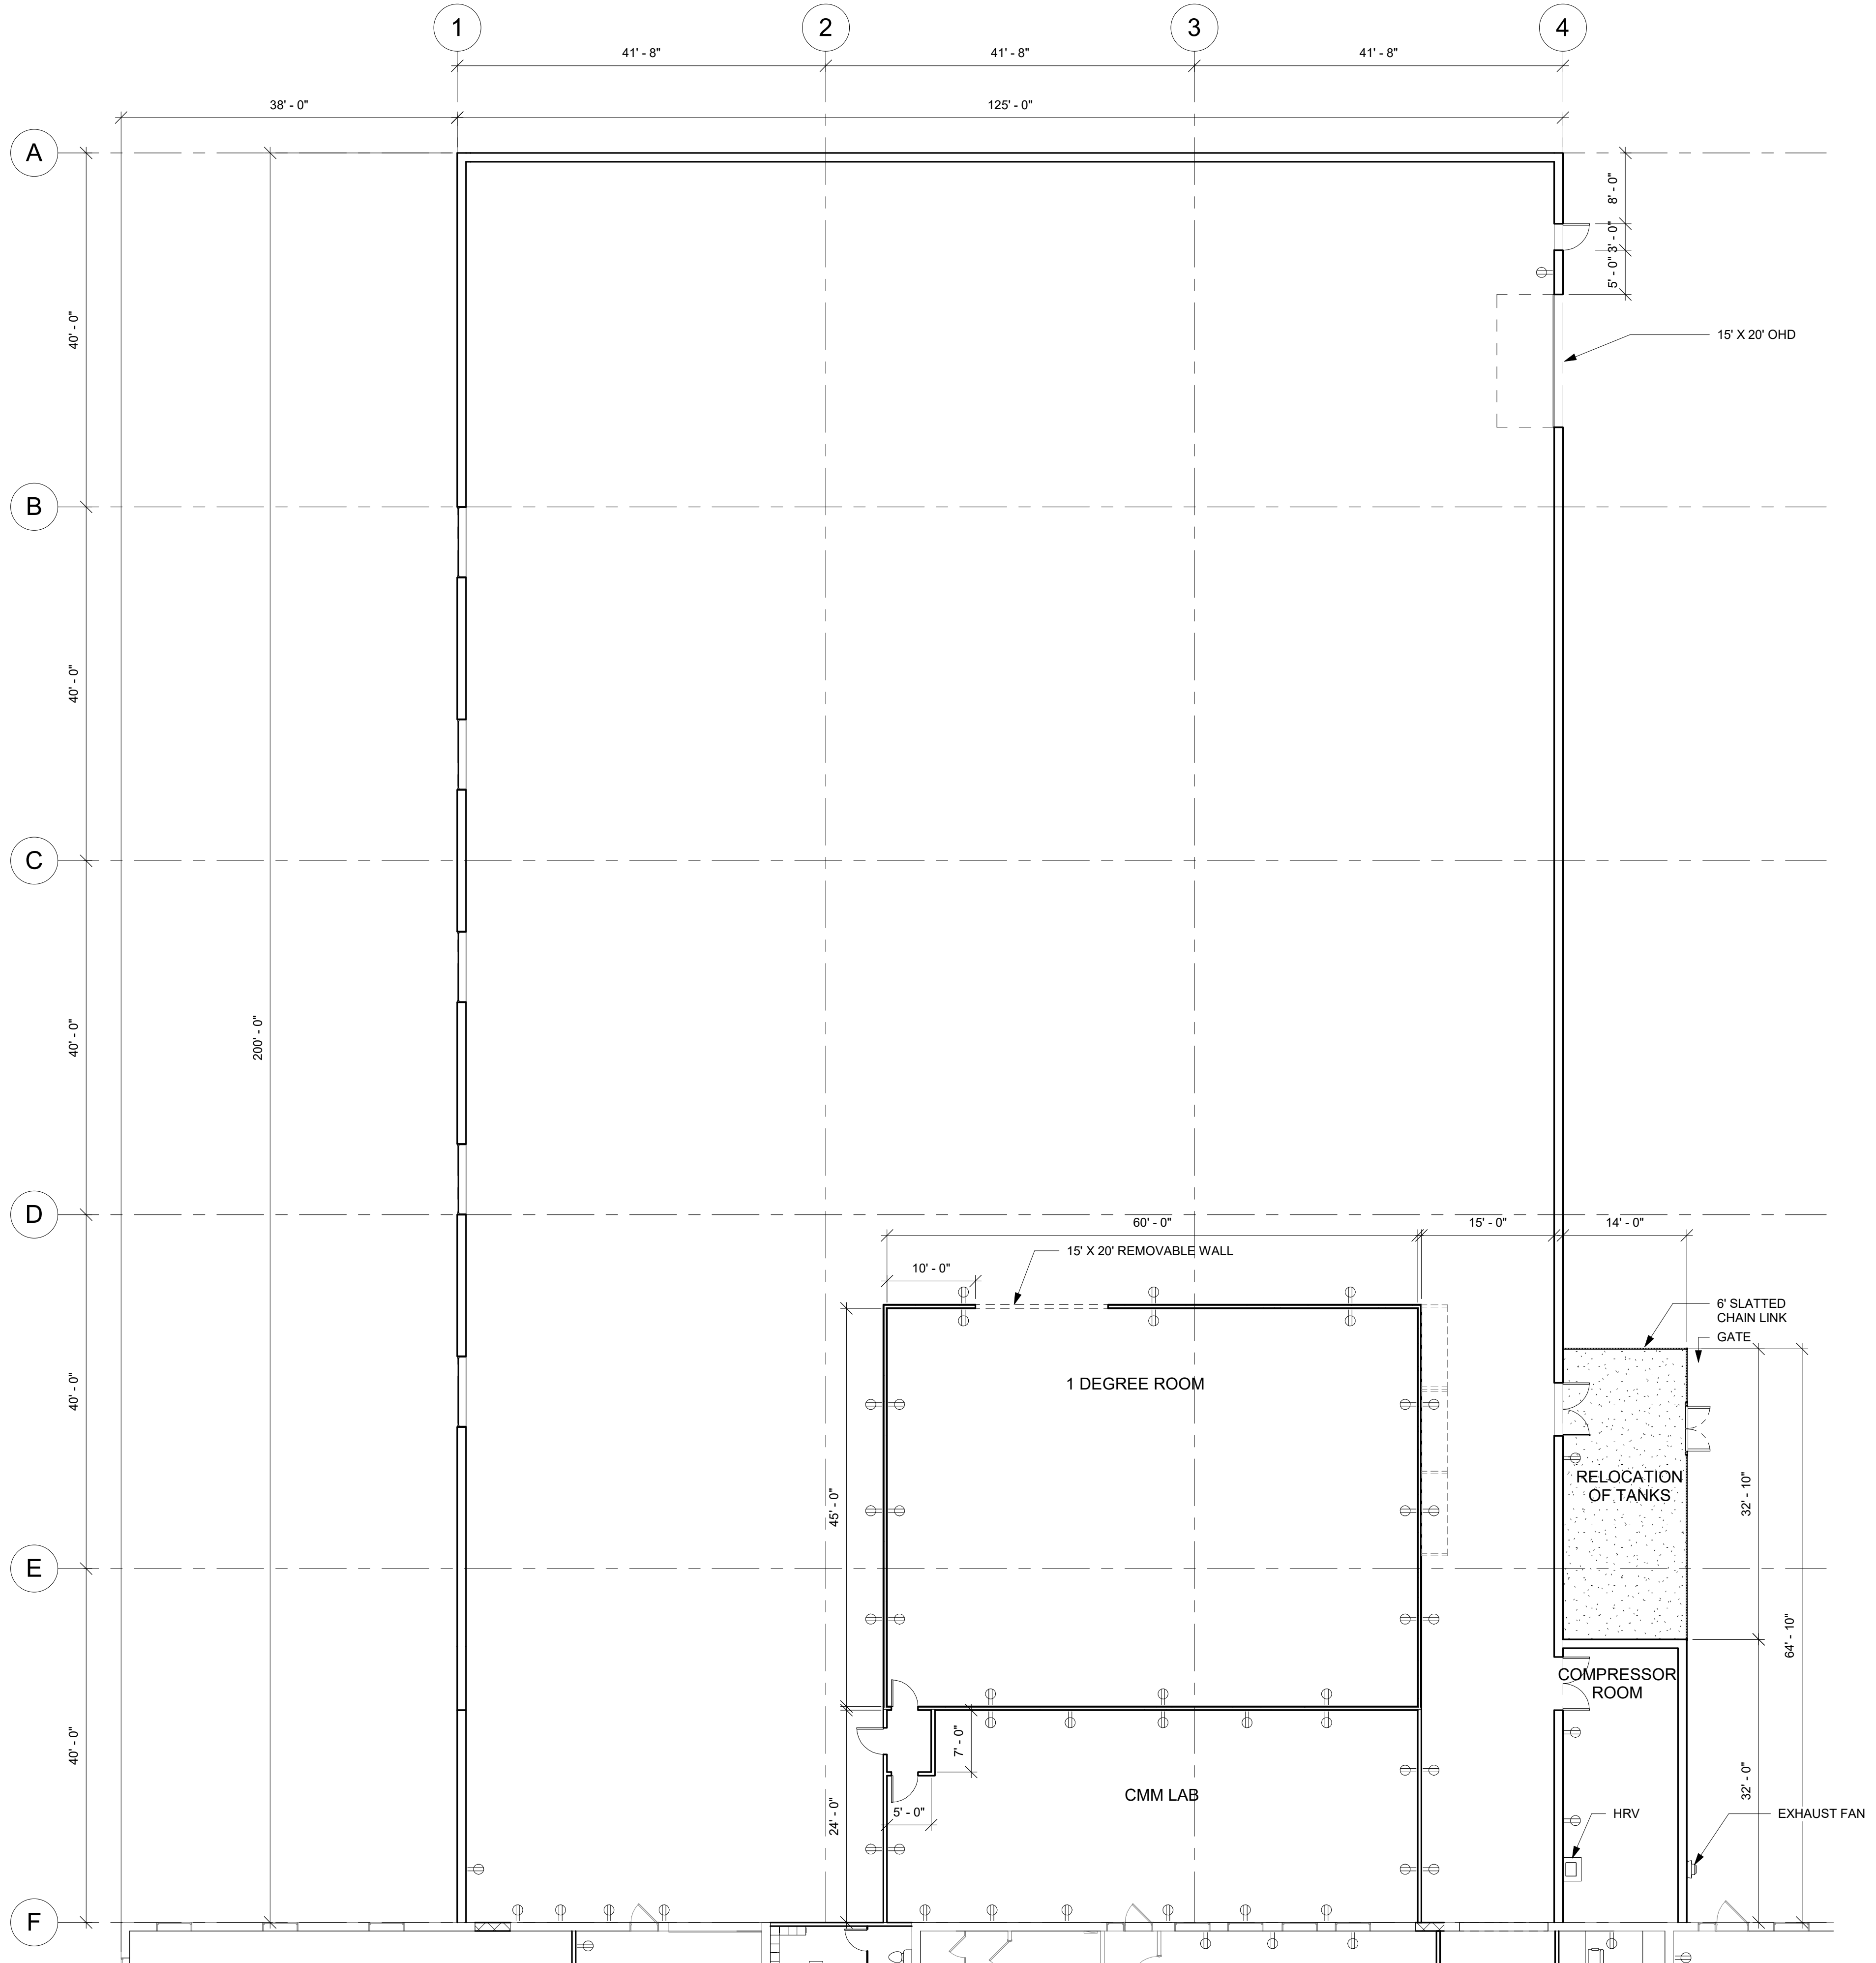 1
2
3
4
41' - 8"
41' - 8"
41' - 8"
38' - 0"
125' - 0"
A
8' - 0"
3' - 0"
5' - 0"
40' - 0"
15' X 20' OHD
B
40' - 0"
C
40' - 0"
200' - 0"
D
60' - 0"
15' - 0"
14' - 0"
15' X 20' REMOVABLE WALL
10' - 0"
6' SLATTED
CHAIN LINK
GATE
1 DEGREE ROOM
40' - 0"
45' - 0"
RELOCATION
OF TANKS
32' - 10"
E
64' - 10"
COMPRESSOR
ROOM
40' - 0"
7' - 0"
CMM LAB
24' - 0"
5' - 0"
32' - 0"
HRV
EXHAUST FAN
F